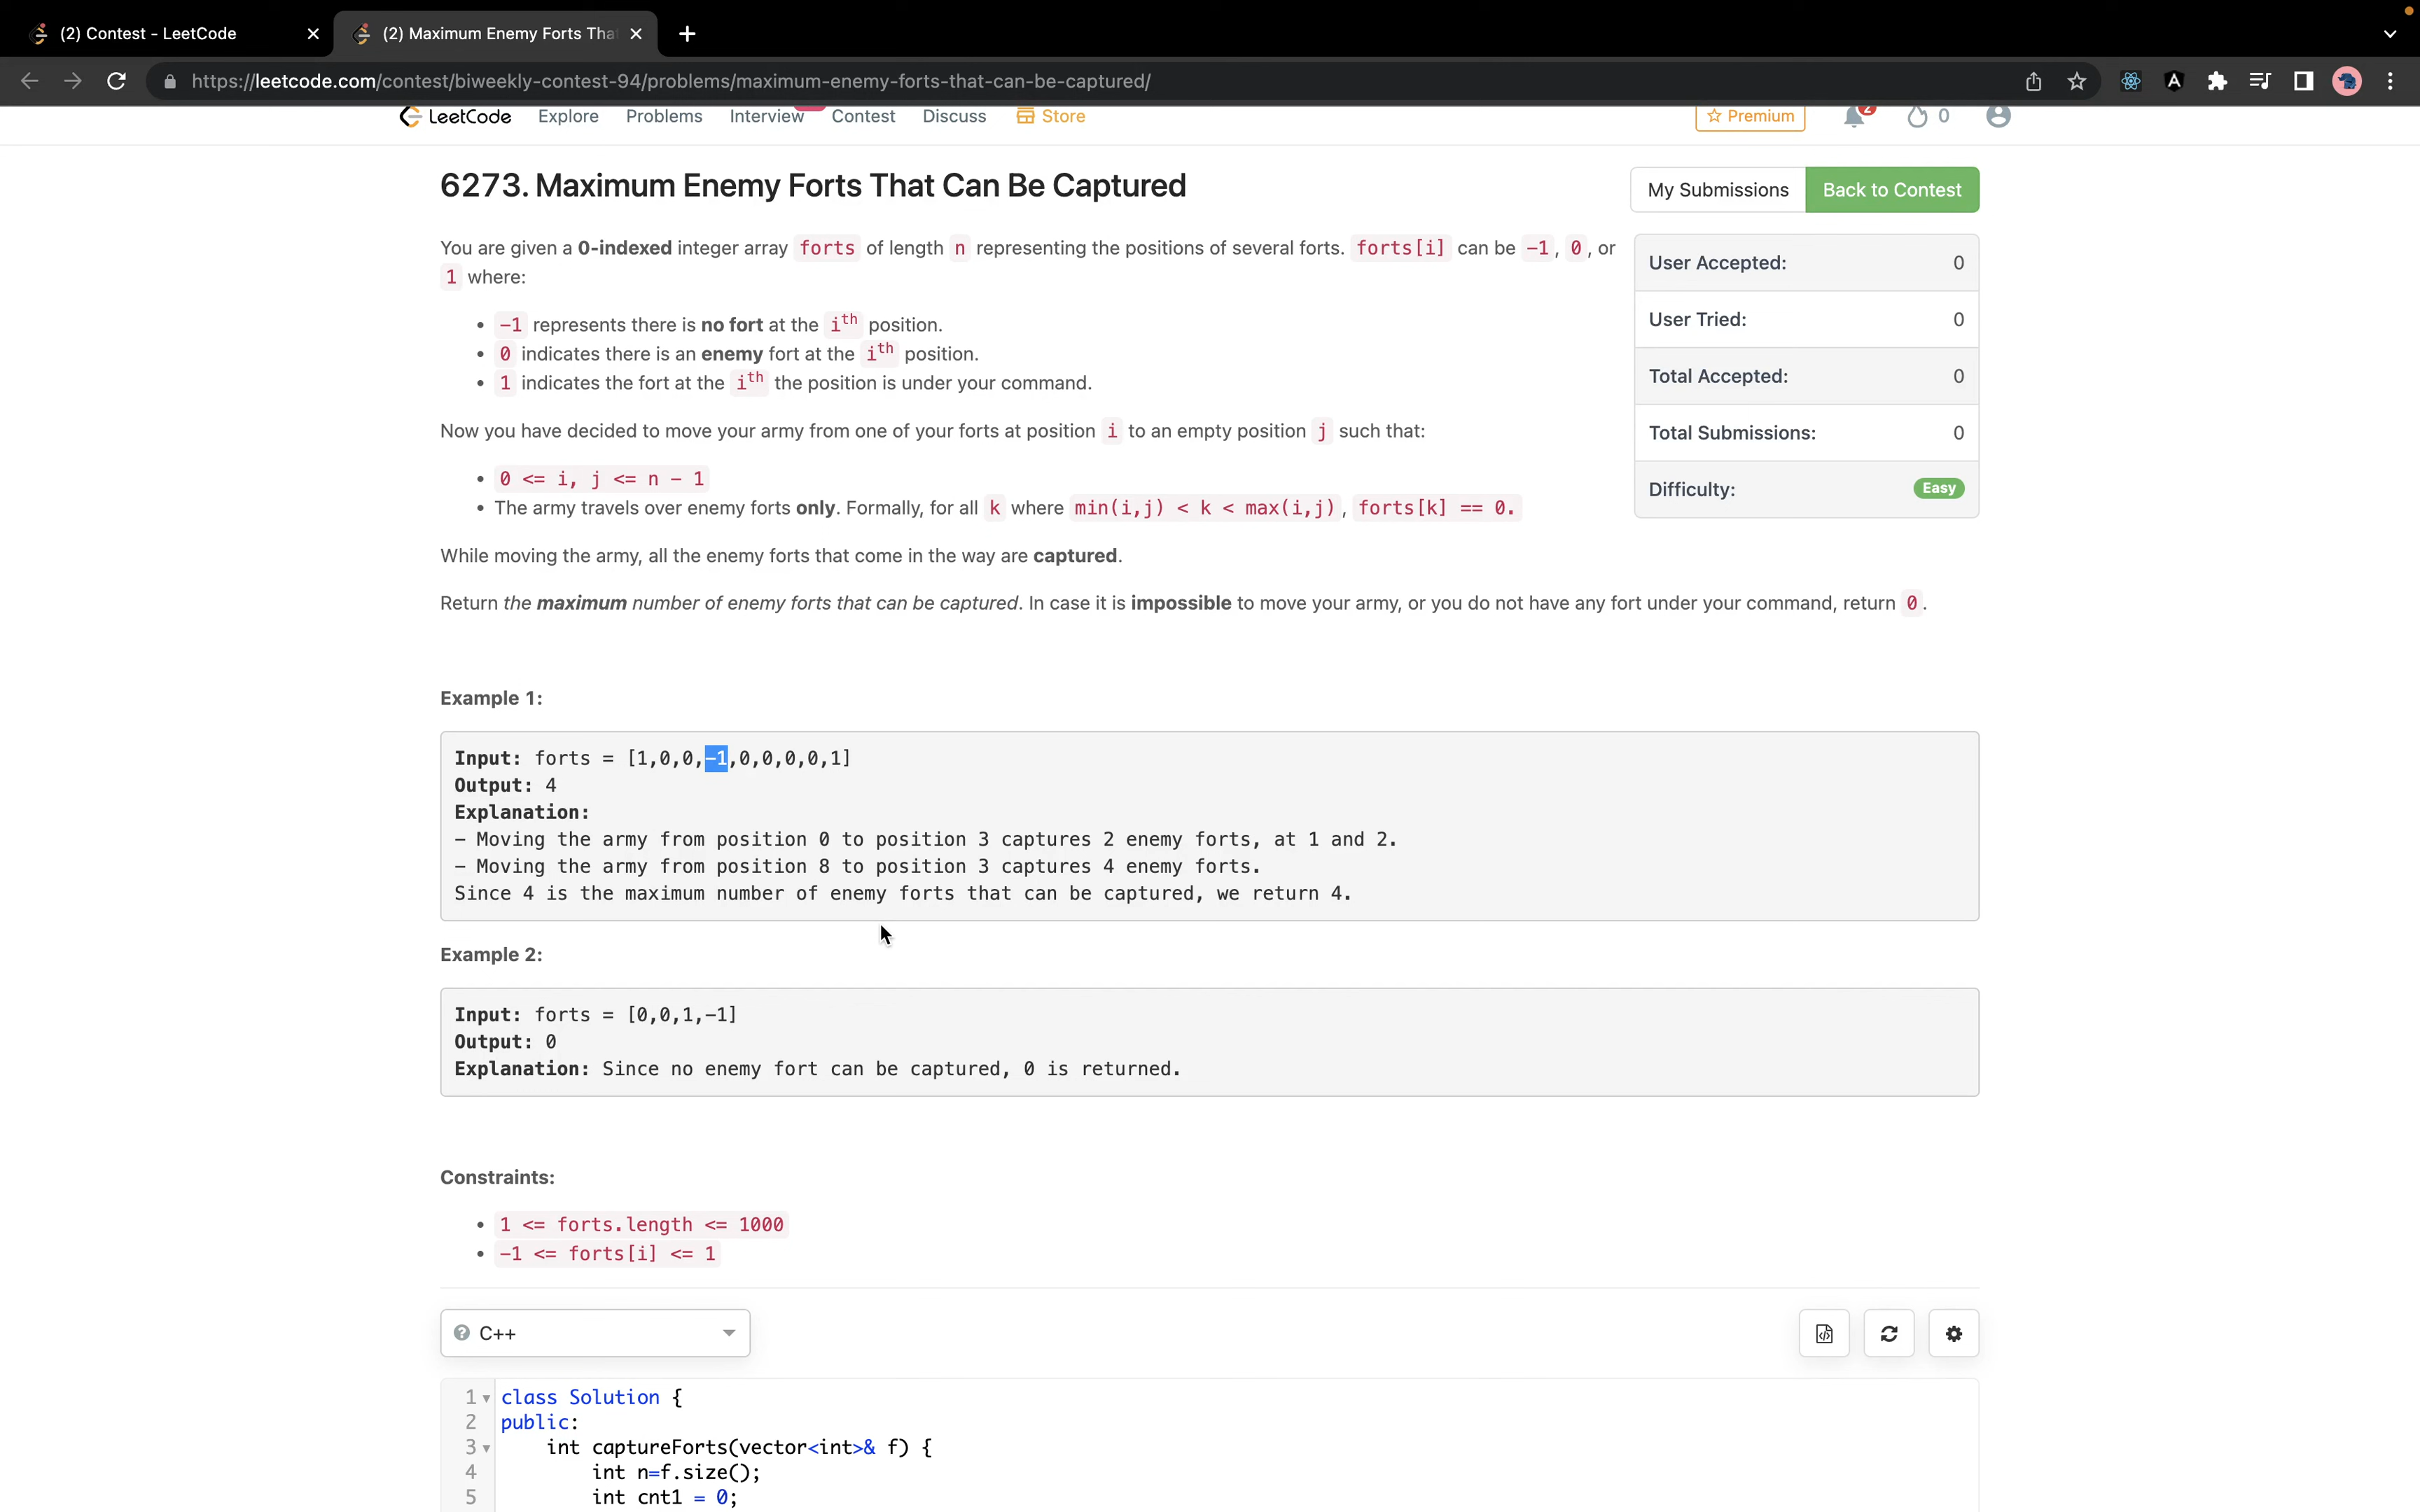 (2) Contest - LeetCode
(2) Maximum Enemy Forts Tha
https://leetcode.com/contest/biweekly-contest-94/problems/maximum-enemy-forts-that-can-be-captured/
LeetCode Explore Problems Interview Contest Discuss Store Premium 2 0
6273. Maximum Enemy Forts That Can Be Captured
My Submissions Back to Contest
You are given a 0-indexed integer array forts of length n representing the positions of several forts. forts[i] can be -1, 0, or
1 where:
• -1 represents there is no fort at the ith position.
• 0 indicates there is an enemy fort at the ith position.
• 1 indicates the fort at the ith the position is under your command.
Now you have decided to move your army from one of your forts at position i to an empty position j such that:
• 0 <= i, j <= n - 1
• The army travels over enemy forts only. Formally, for all k where min(i,j) < k < max(i,j), forts[k] == 0.
While moving the army, all the enemy forts that come in the way are captured.
Return the maximum number of enemy forts that can be captured. In case it is impossible to move your army, or you do not have any fort under your command, return 0.
User Accepted: 0
User Tried: 0
Total Accepted: 0
Total Submissions: 0
Difficulty: Easy
Example 1:
Input: forts = [1,0,0,-1,0,0,0,0,1]
Output: 4
Explanation:
- Moving the army from position 0 to position 3 captures 2 enemy forts, at 1 and 2.
- Moving the army from position 8 to position 3 captures 4 enemy forts.
Since 4 is the maximum number of enemy forts that can be captured, we return 4.
Example 2:
Input: forts = [0,0,1,-1]
Output: 0
Explanation: Since no enemy fort can be captured, 0 is returned.
Constraints:
• 1 <= forts.length <= 1000
• -1 <= forts[i] <= 1
C++
1 class Solution {
2 public:
3 int captureForts(vector<int>& f) {
4 int n=f.size();
5 int cnt1 = 0;